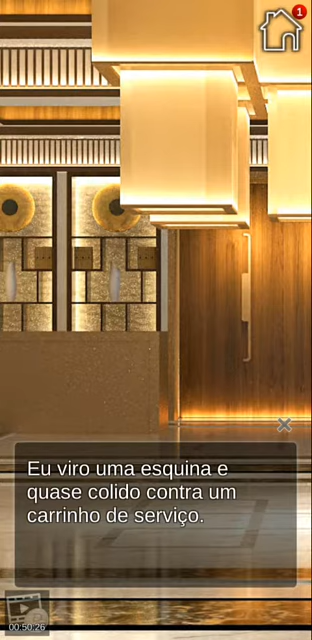 1
Eu viro uma esquina e
quase colido contra um
carrinho de serviço.
00:50:26